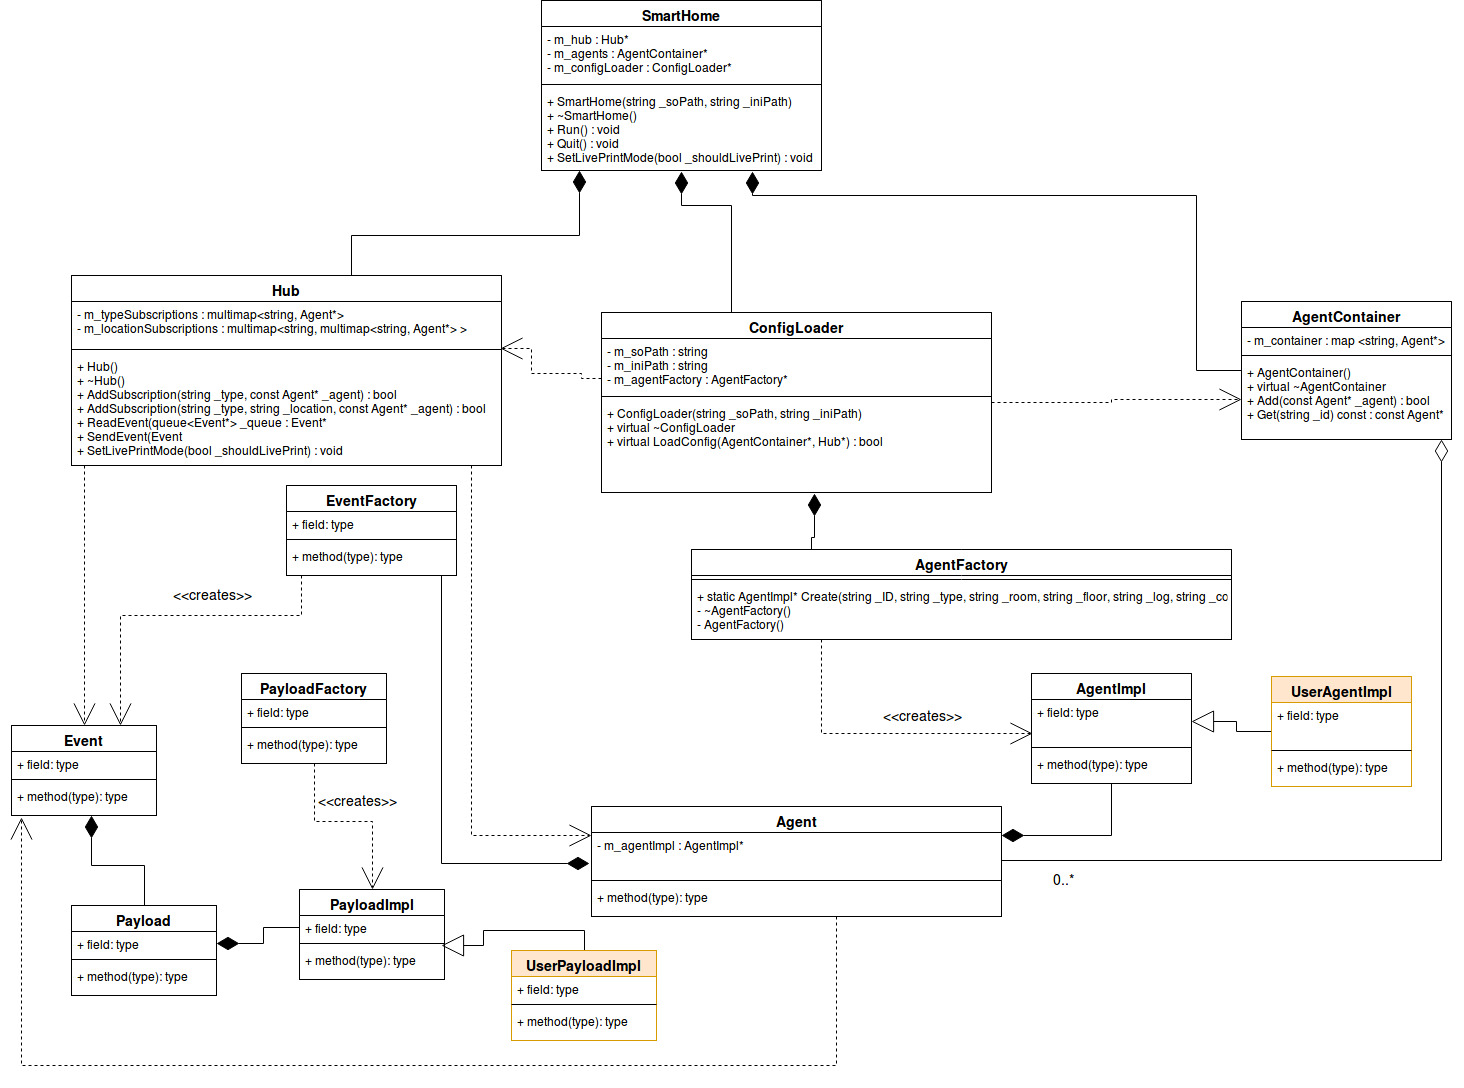 SmartHome
- m_hub : Hub*
- m_agents : AgentContainer*
- m_configLoader : ConfigLoader*
+ SmartHome(string _soPath, string _iniPath)
+ ~SmartHome()
+ Run() : void
+ Quit() : void
+ SetLivePrintMode(bool _shouldLivePrint) : void
Hub
- m_typeSubscriptions : multimap<string, Agent*>
- m_locationSubscriptions : multimap<string, multimap<string, Agent*> >
+ Hub()
+ ~Hub()
+ AddSubscription(string _type, const Agent* _agent) : bool
+ AddSubscription(string _type, string _location, const Agent* _agent) : bool
+ ReadEvent(queue<Event*> _queue : Event*
+ SendEvent(Event
+ SetLivePrintMode(bool _shouldLivePrint) : void
ConfigLoader
- m_soPath : string
- m_iniPath : string
- m_agentFactory : AgentFactory*
+ ConfigLoader(string _soPath, string _iniPath)
+ virtual ~ConfigLoader
+ virtual LoadConfig(AgentContainer*, Hub*) : bool
AgentContainer
- m_container : map <string, Agent*>
+ AgentContainer()
+ virtual ~AgentContainer
+ Add(const Agent* _agent) : bool
+ Get(string _id) const : const Agent*
EventFactory
+ field: type
+ method(type): type
AgentFactory
+ static AgentImpl* Create(string _ID, string _type, string _room, string _floor, string _log, string _co
- ~AgentFactory()
- AgentFactory()
<<creates>>
PayloadFactory
+ field: type
+ method(type): type
AgentImpl
+ field: type
+ method(type): type
UserAgentImpl
+ field: type
+ method(type): type
<<creates>>
Event
+ field: type
+ method(type): type
<<creates>>
Agent
- m_agentImpl : AgentImpl*
+ method(type): type
0..*
Payload
+ field: type
+ method(type): type
PayloadImpl
+ field: type
+ method(type): type
UserPayloadImpl
+ field: type
+ method(type): type